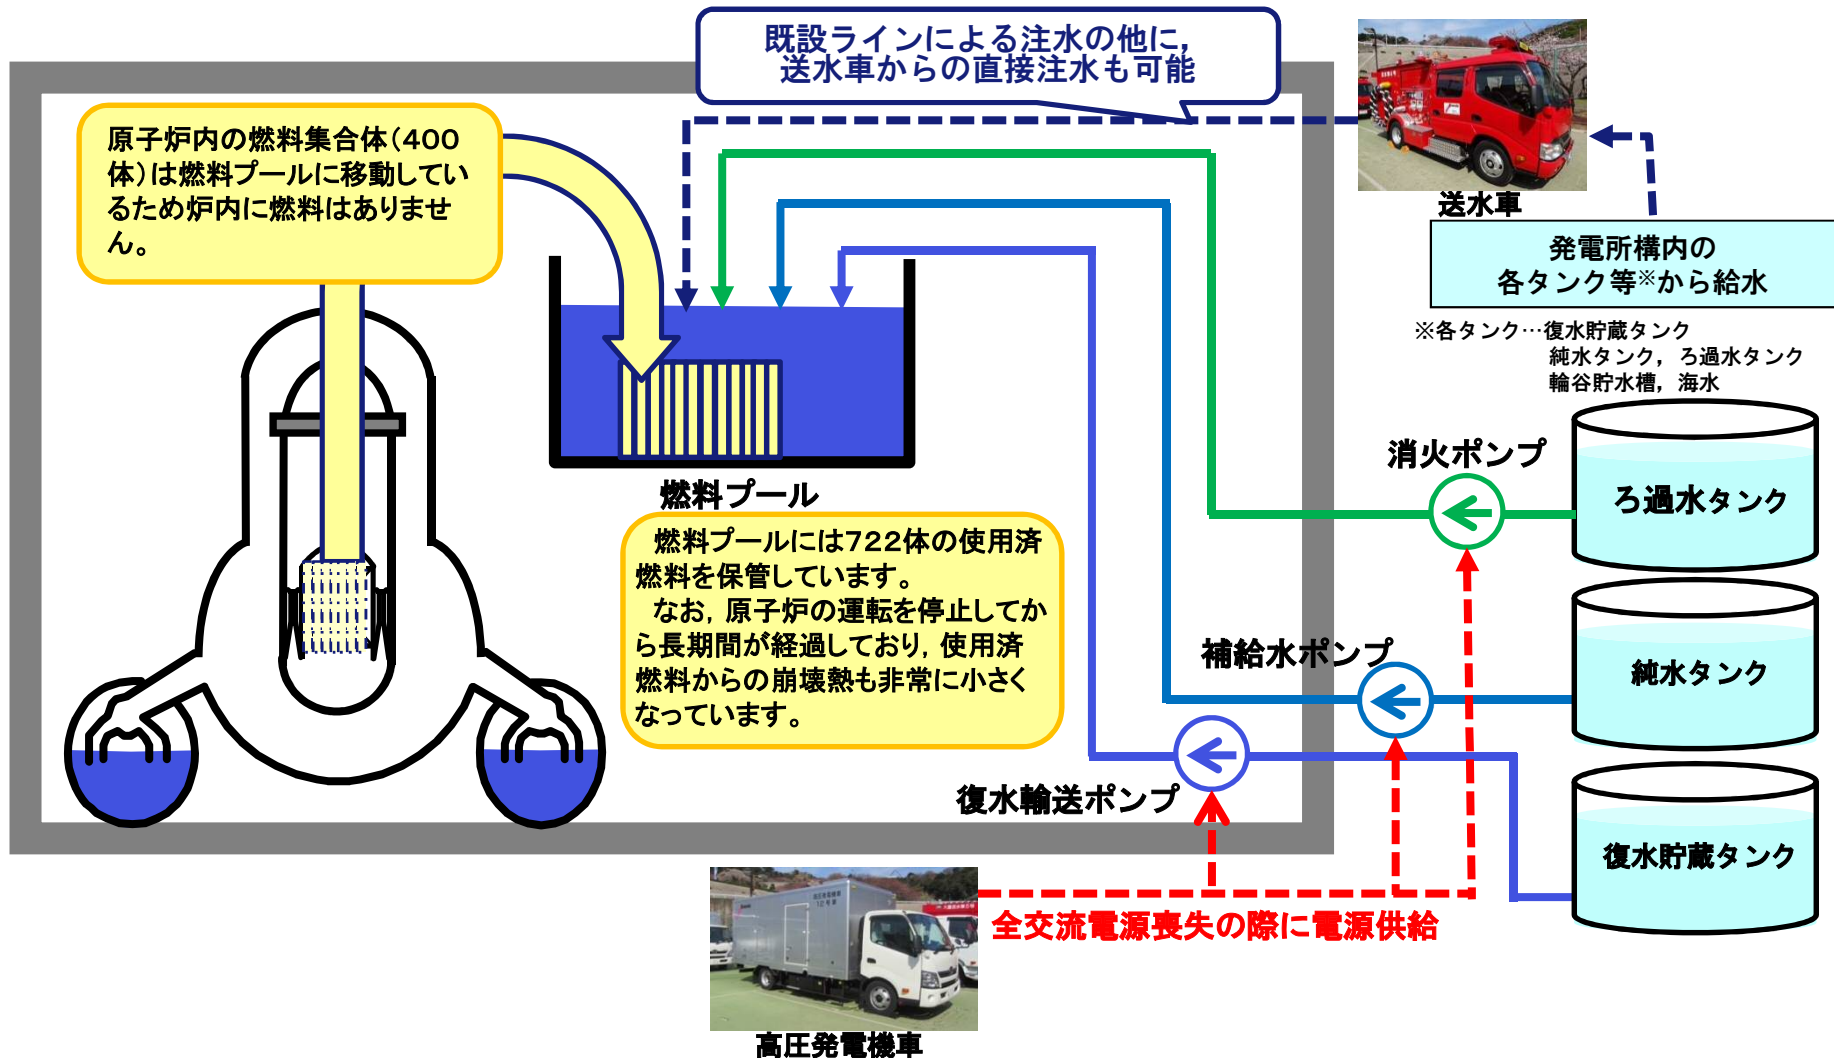 既設ラインによる注水の他に，
送水車からの直接注水も可能
原子炉内の燃料集合体（４００
体）は燃料プールに移動してい
るため炉内に燃料はありませ
ん。
送水車
発電所構内の
各タンク等※から給水
※各タンク…復水貯蔵タンク
純水タンク，ろ過水タンク
輪谷貯水槽，海水
燃料プール
燃料プールには７２２体の使用済
燃料を保管しています。
なお，原子炉の運転を停止してか
ら長期間が経過しており，使用済
燃料からの崩壊熱も非常に小さく
なっています。
消火ポンプ
ろ過水タンク
補給水ポンプ
純水タンク
復水輸送ポンプ
復水貯蔵タンク
全交流電源喪失の際に電源供給
高圧発電機車